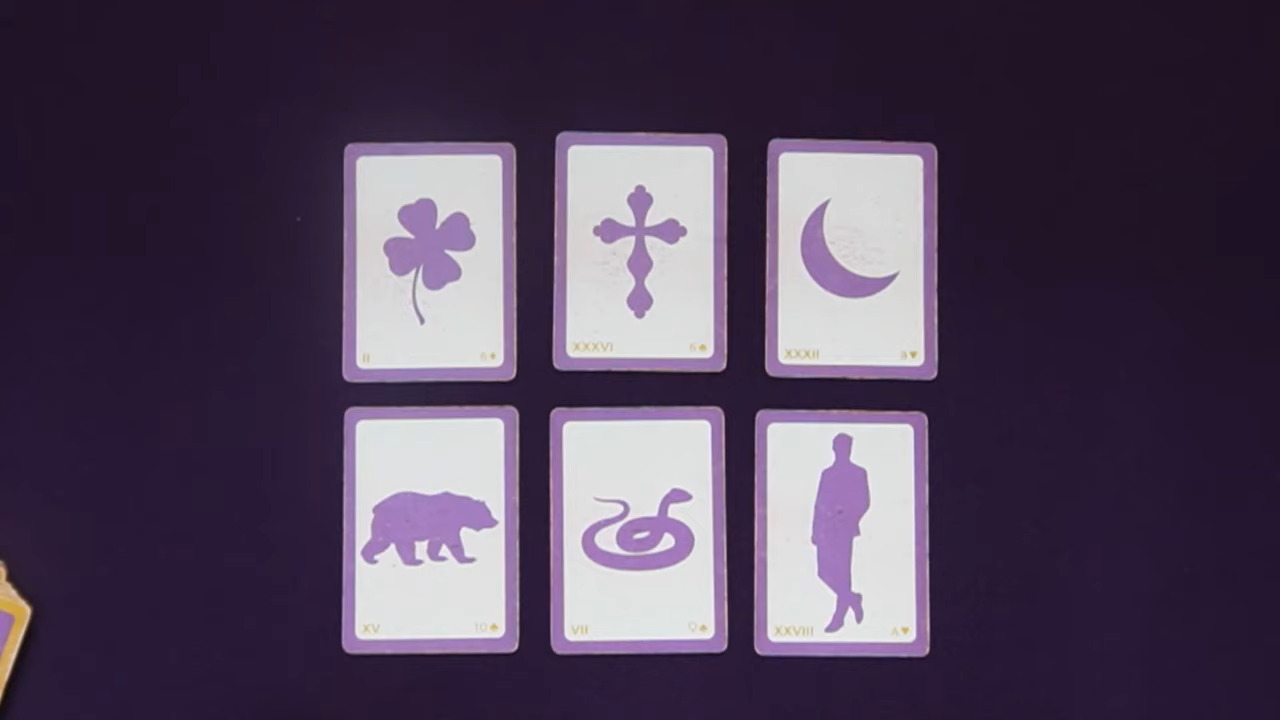 II 6♦
XXXVI 6♣
XXXII 8♥
XV 10♣
VII Q♣
XXVIII A♥